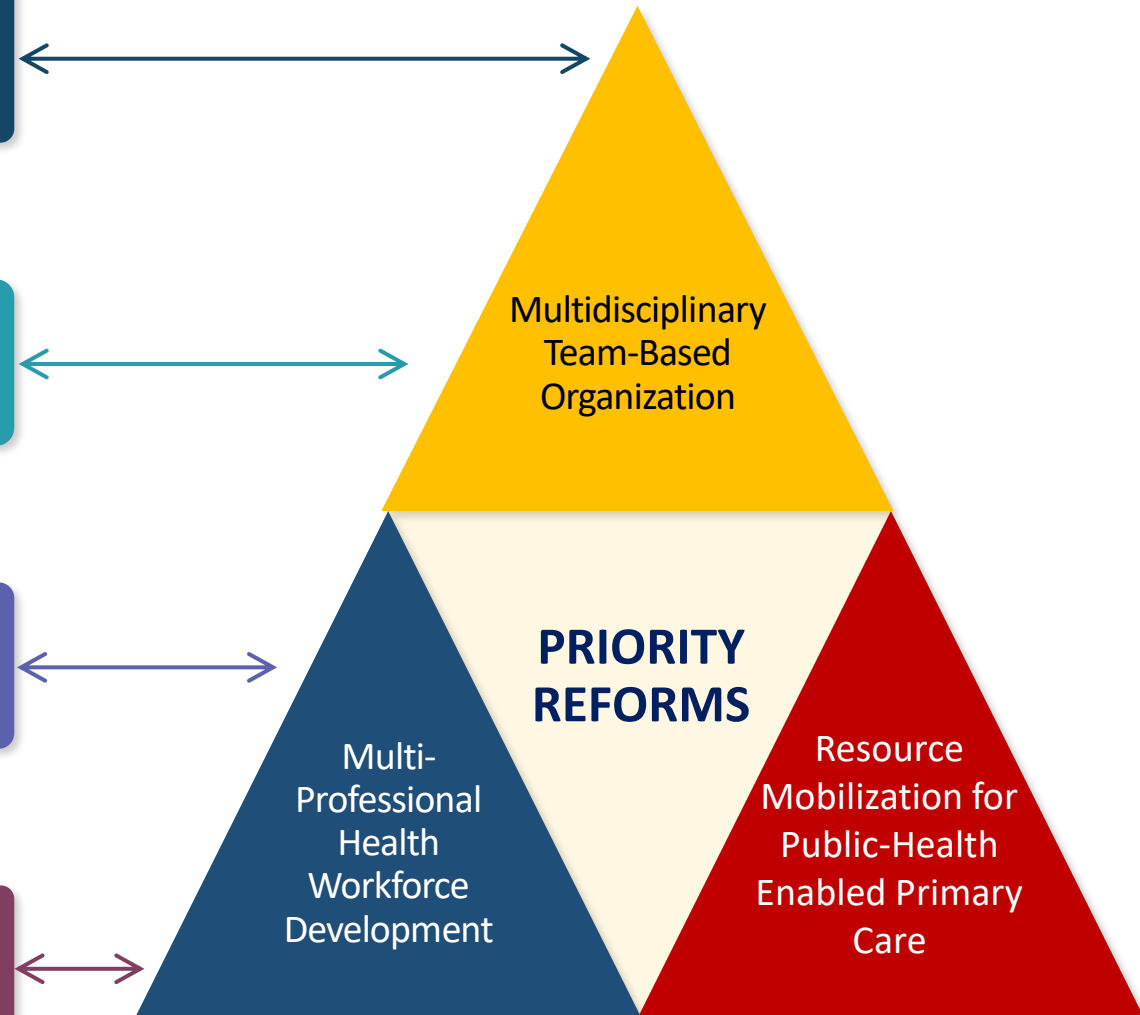 Multidisciplinary
Team-Based
Organization
PRIORITY
REFORMS
Multi-
Professional
Health
Workforce
Development
Resource
Mobilization for
Public-Health
Enabled Primary
Care